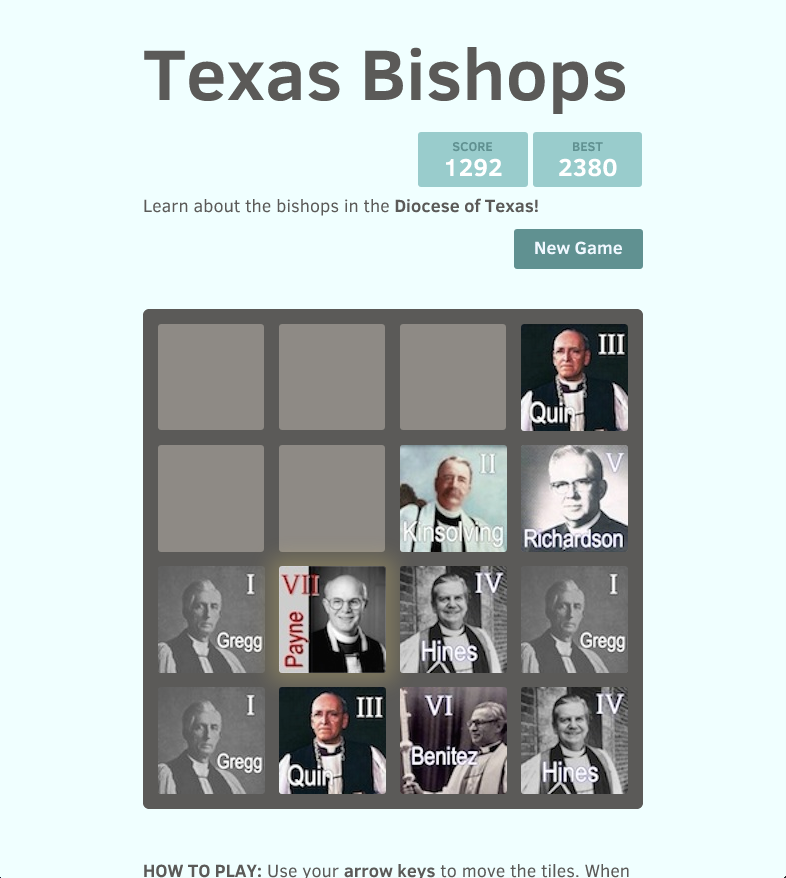 Texas Bishops
SCORE BEST
1292 2380
Learn about the bishops in the Diocese of Texas!
New Game
III
Quin
II V
Kinsolving Richardson
I VII IV I
Gregg Payne Hines Gregg
I III VI IV
Gregg Quin Benitez Hines
HOW TO PLAY: Use your arrow keys to move the tiles. When